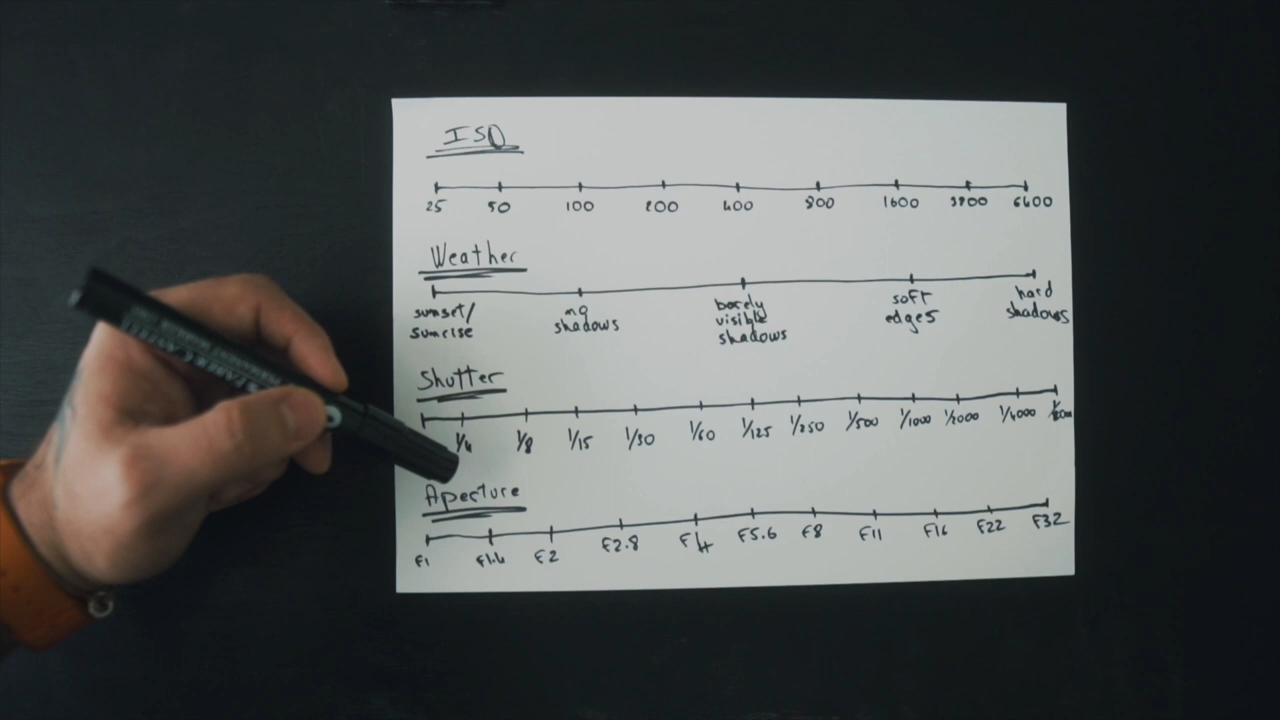 ISO
25 50 100 200 400 800 1600 3200 6400
Weather
sunset/ no barely soft hard
sunrise shadows visible edges shadows
shadows
Shutter
1/4 1/8 1/15 1/30 1/60 1/125 1/250 1/500 1/1000 1/2000 1/4000
Aperture
F1 F1.4 F2 F2.8 F4 F5.6 F8 F11 F16 F22 F32